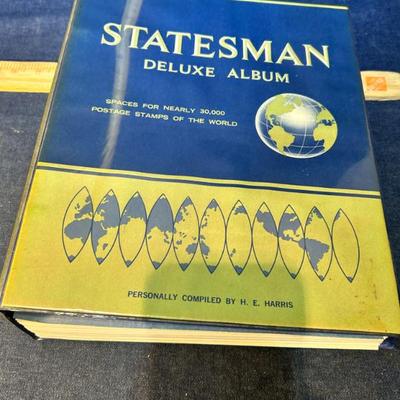 STATESMAN
DELUXE ALBUM
SPACES FOR NEARLY 30,000
POSTAGE STAMPS OF THE WORLD
PERSONALLY COMPILED BY H. E. HARRIS